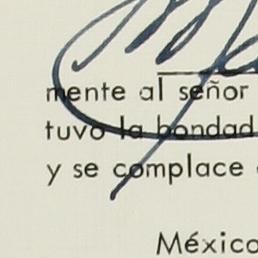 mente al señor
tuvo la bondad
y se complace
México